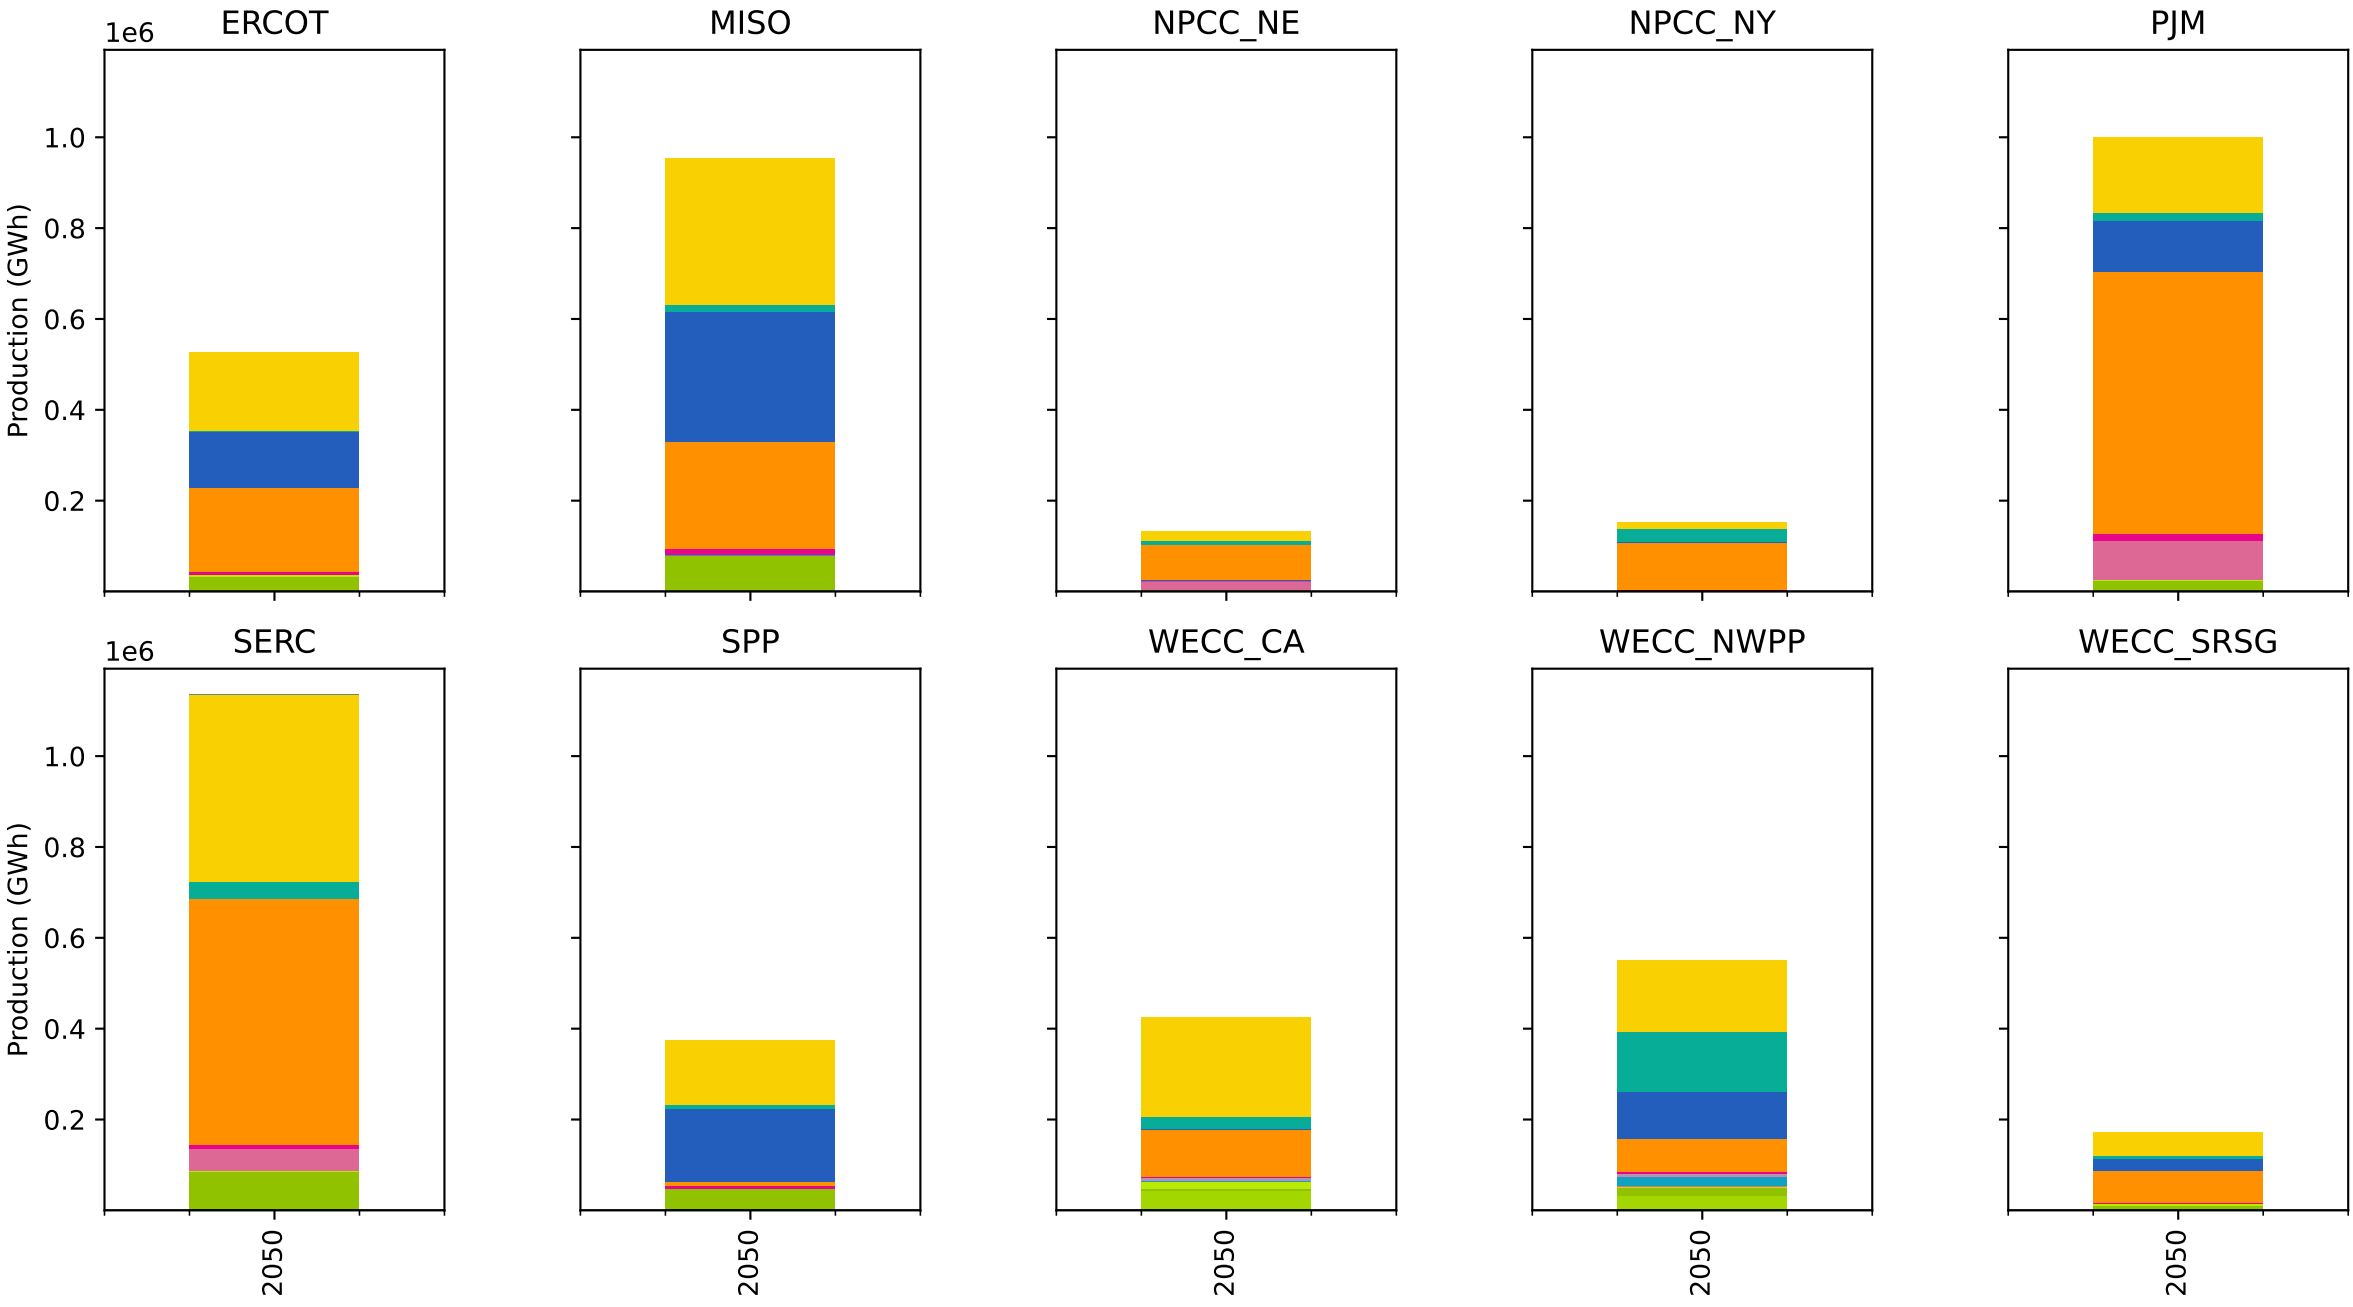 ERCOT
MISO
NPCC_NE
NPCC_NY
PJM
1e6
1.0
0.8
0.6
0.4
0.2
Production (GWh)
SERC
SPP
WECC_CA
WECC_NWPP
WECC_SRSG
1e6
1.0
0.8
0.6
0.4
0.2
Production (GWh)
2050
2050
2050
2050
2050